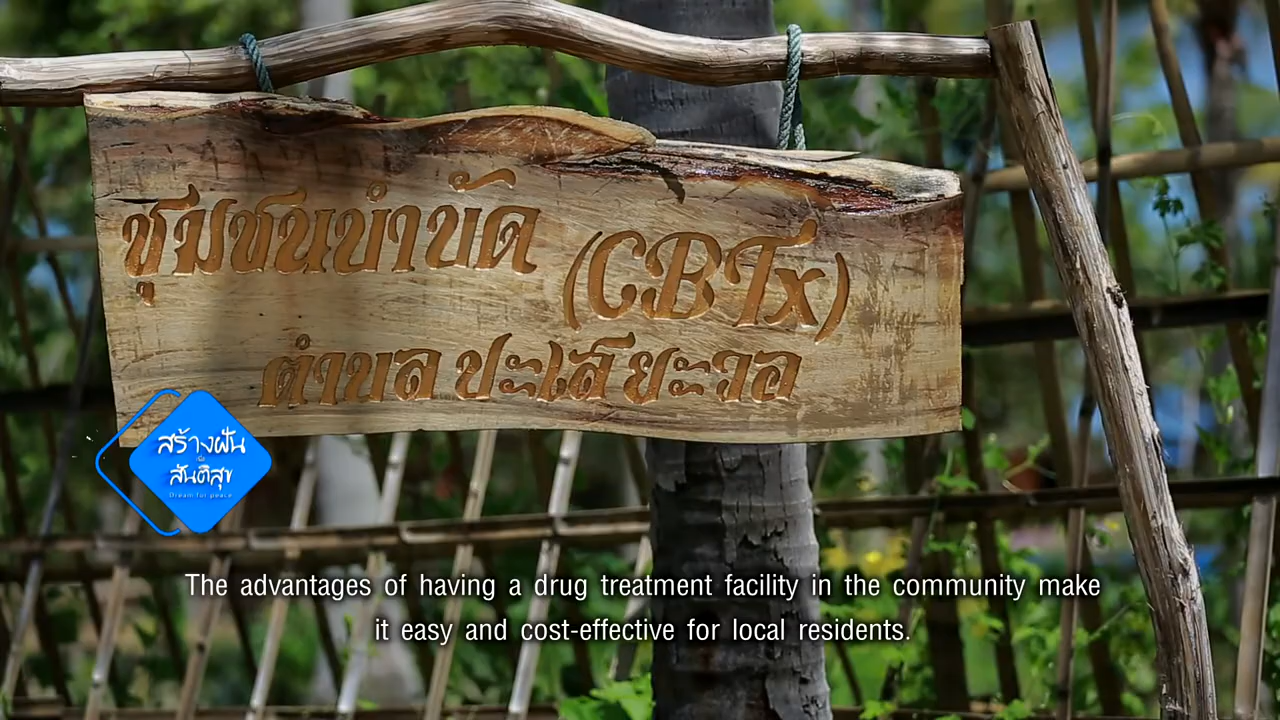 ชุมชนบำบัด (CBTx)
ตำบล ปะเสยะวอ
สร้างฝัน
สันติสุข
Dream for peace
The advantages of having a drug treatment facility in the community make
it easy and cost-effective for local residents.